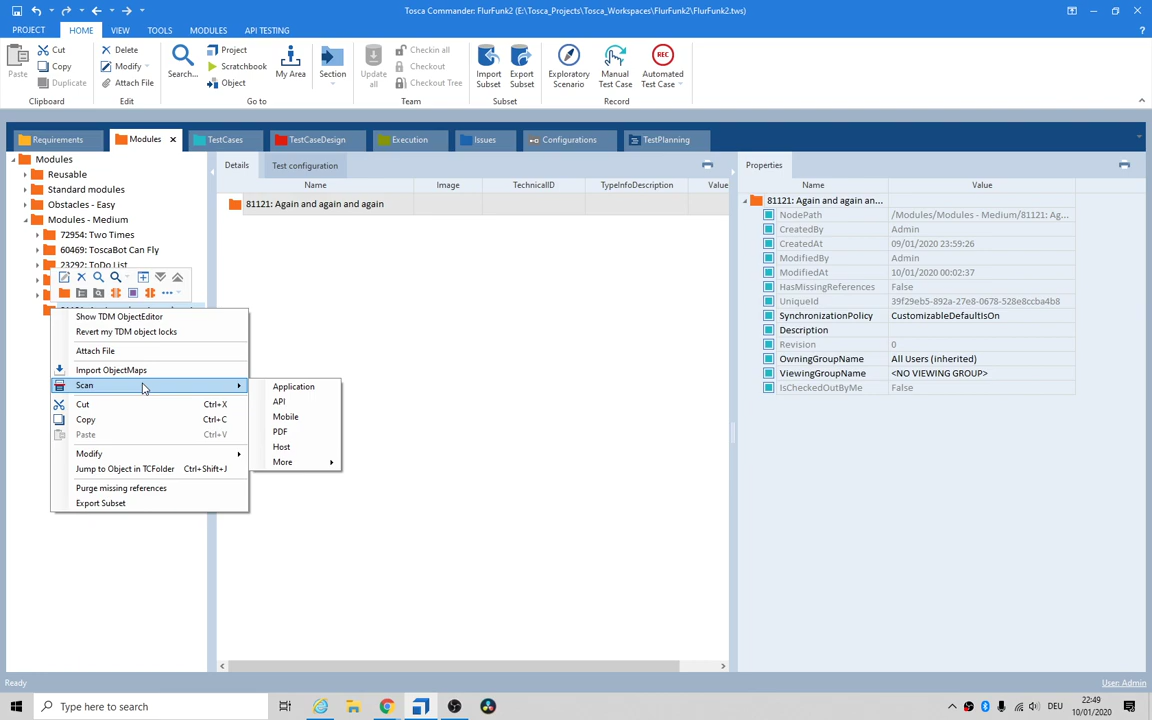 Tosca Commander: FlurFunk2 (E:\Tosca_Projects\Tosca_Workspaces\FlurFunk2\FlurFunk2.tws)
PROJECT HOME VIEW TOOLS MODULES API TESTING
Paste Cut Copy Duplicate
Delete Modify Attach File
Search... Project Scratchbook Object My Area Section
Update all Checkin all Checkout Checkout Tree
Import Subset Export Subset
Exploratory Scenario Manual Test Case REC Automated Test Case
Clipboard Edit Go to Team Subset Record
Requirements Modules TestCases TestCaseDesign Execution Issues Configurations TestPlanning
Modules
Reusable
Standard modules
Obstacles - Easy
Modules - Medium
72954: Two Times
60469: ToscaBot Can Fly
23292: ToDo List
Show TDM ObjectEditor
Revert my TDM object locks
Attach File
Import ObjectMaps
Scan
Cut Ctrl+X
Copy Ctrl+C
Paste Ctrl+V
Modify
Jump to Object in TCFolder Ctrl+Shift+J
Purge missing references
Export Subset
Application
API
Mobile
PDF
Host
More
Details Test configuration
Name Image TechnicalID TypeInfoDescription Value
81121: Again and again and again
Properties
Name Value
81121: Again and again an...
NodePath /Modules/Modules - Medium/81121: Ag...
CreatedBy Admin
CreatedAt 09/01/2020 23:59:26
ModifiedBy Admin
ModifiedAt 10/01/2020 00:02:37
HasMissingReferences False
UniqueId 39f29eb5-892a-27e8-0678-528e8ccba4b8
SynchronizationPolicy CustomizableDefaultIsOn
Description
Revision 0
OwningGroupName All Users (inherited)
ViewingGroupName <NO VIEWING GROUP>
IsCheckedOutByMe False
Ready
User: Admin
Type here to search
DEU
22:49
10/01/2020